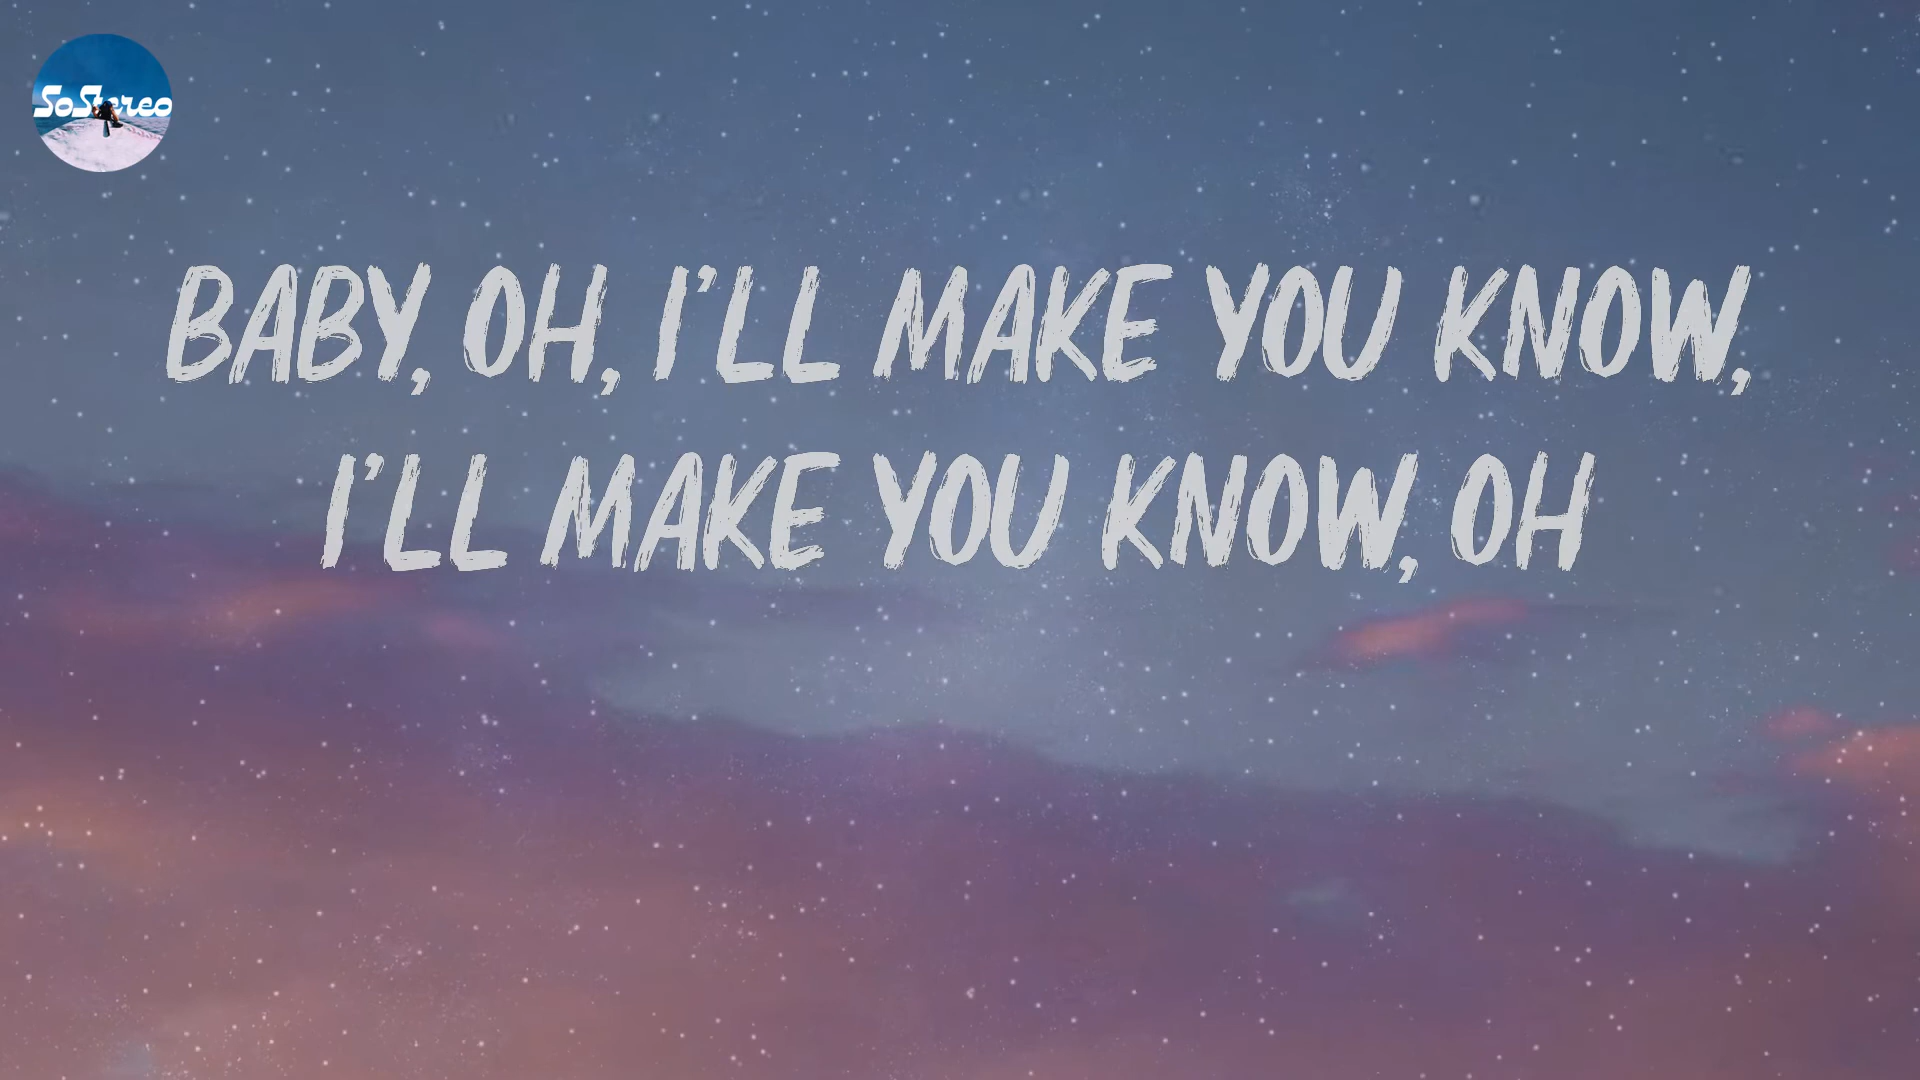 SoStereo
BABY, OH, I'LL MAKE YOU KNOW,
I'LL MAKE YOU KNOW, OH